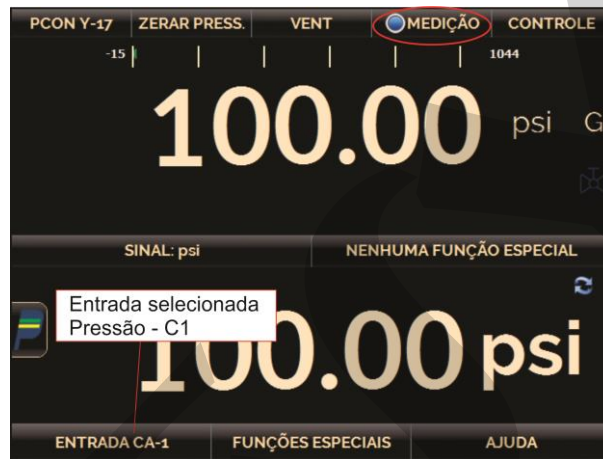 PCON Y-17 ZERAR PRESS. VENT MEDIÇÃO CONTROLE
-15 1044
100.00 psi G
SINAL: psi NENHUMA FUNÇÃO ESPECIAL
Entrada selecionada
Pressão - C1
100.00 psi
ENTRADA CA-1 FUNÇÕES ESPECIAIS AJUDA